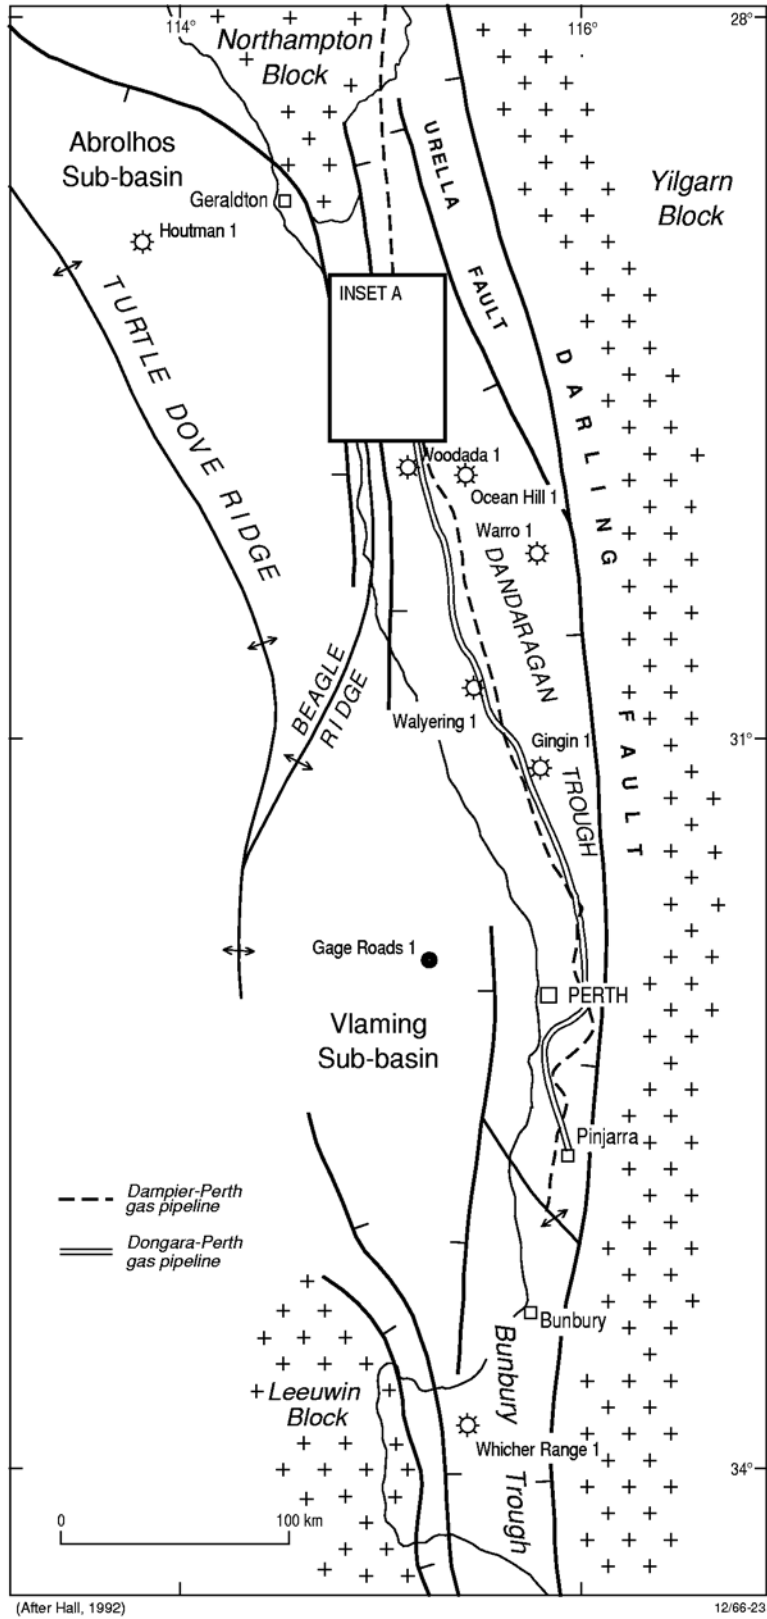 114°
116°
28°
Northampton
Block
Abrolhos
Sub-basin
URELLA
FAULT
Yilgarn
Block
Geraldton
Houtman 1
INSET A
TURTLE DOVE RIDGE
DARLING
FAULT
Woodada 1
Ocean Hill 1
Warro 1
DANDARAGAN
TROUGH
BEAGLE
RIDGE
Walyering 1
Gingin 1
31°
Gage Roads 1
PERTH
Vlaming
Sub-basin
Pinjarra
Dampier-Perth
gas pipeline
Dongara-Perth
gas pipeline
Bunbury
Bunbury
Trough
Leeuwin
Block
Whicher Range 1
34°
0
100 km
(After Hall, 1992)
12/66-23